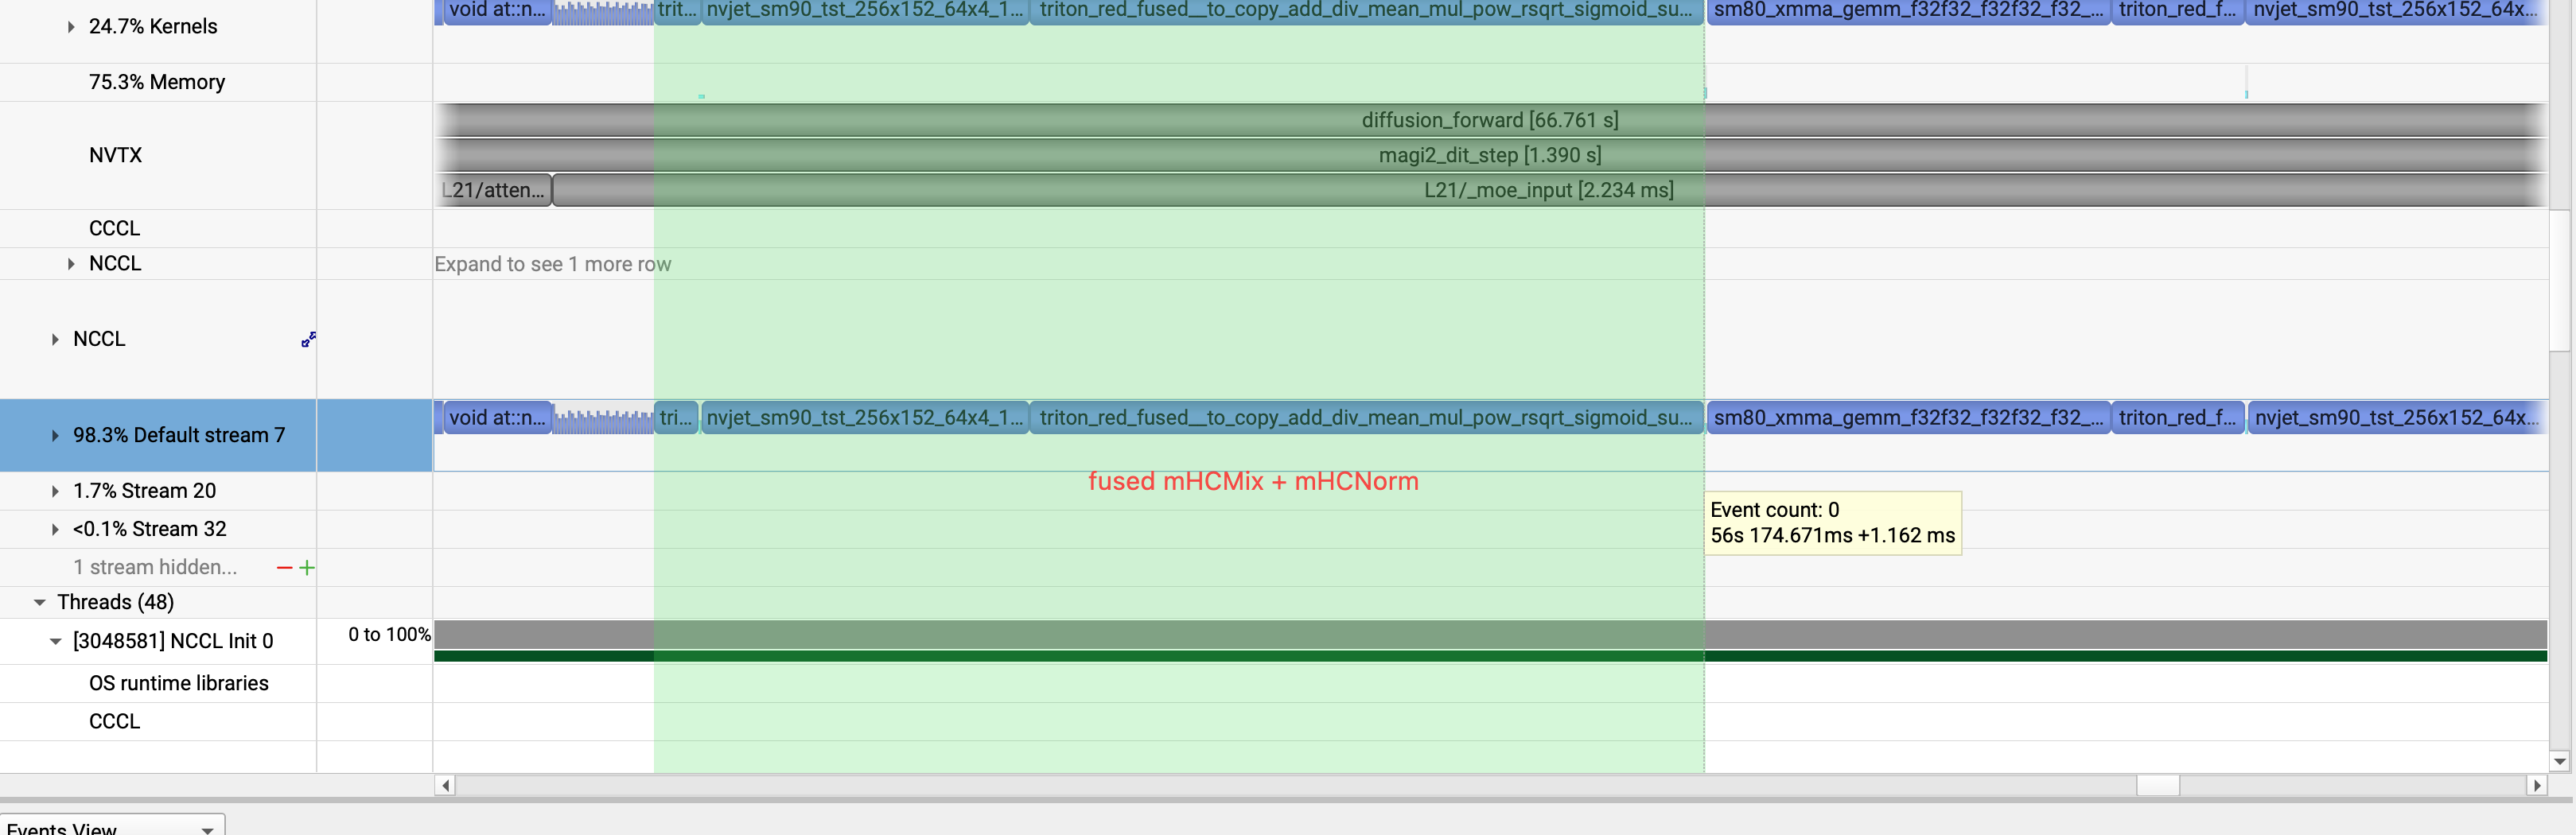 void at::n...
trit...
nvjet_sm90_tst_256x152_64x4_1...
triton_red_fused__to_copy_add_div_mean_mul_pow_rsqrt_sigmoid_su...
sm80_xmma_gemm_f32f32_f32f32_f32_...
triton_red_f...
nvjet_sm90_tst_256x152_64x...
24.7% Kernels
75.3% Memory
diffusion_forward [66.761 s]
NVTX
magi2_dit_step [1.390 s]
L21/atten...
L21/_moe_input [2.234 ms]
CCCL
NCCL
Expand to see 1 more row
NCCL
98.3% Default stream 7
void at::n...
tri...
nvjet_sm90_tst_256x152_64x4_1...
triton_red_fused__to_copy_add_div_mean_mul_pow_rsqrt_sigmoid_su...
sm80_xmma_gemm_f32f32_f32f32_f32_...
triton_red_f...
nvjet_sm90_tst_256x152_64x...
fused mHCMix + mHCNorm
1.7% Stream 20
Event count: 0
56s 174.671ms +1.162 ms
<0.1% Stream 32
1 stream hidden...
Threads (48)
[3048581] NCCL Init 0
0 to 100%
OS runtime libraries
CCCL
Events View